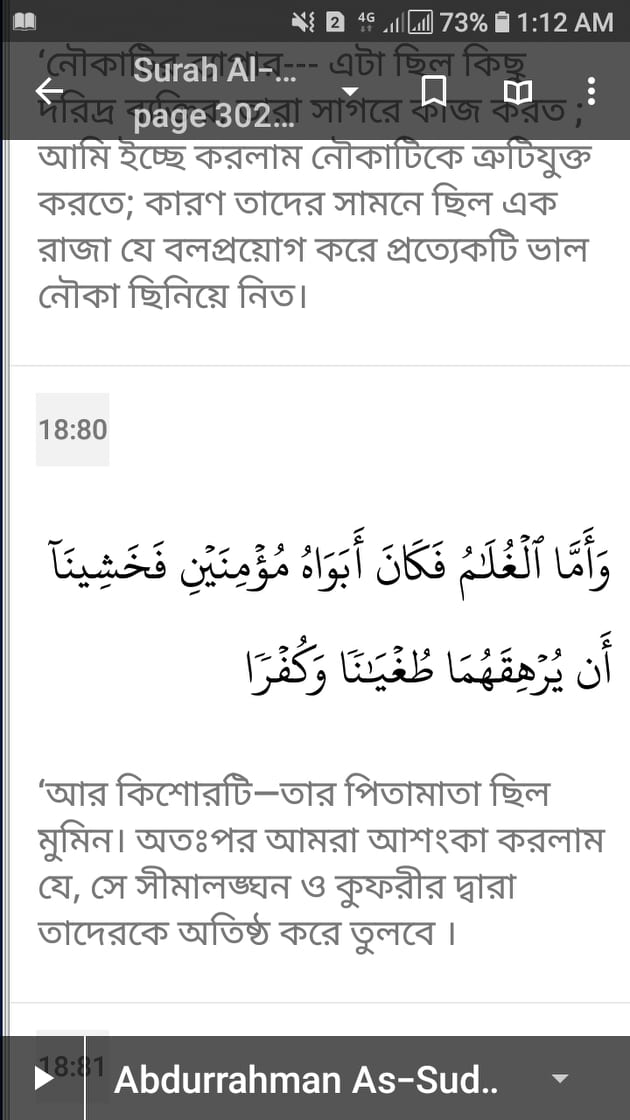 2 4G 73% 1:12 AM
‘নৌকাটির ব্যাপার--- এটা ছিল কিছু
Surah Al-...
দরিদ্র ব্যক্তির তারা সাগরে কাজ করত ;
page 302...
আমি ইচ্ছে করলাম নৌকাটিকে ত্রুটিযুক্ত
করতে; কারণ তাদের সামনে ছিল এক
রাজা যে বলপ্রয়োগ করে প্রত্যেকটি ভাল
নৌকা ছিনিয়ে নিত।
18:80
وَأَمَّا ٱلْغُلَـٰمُ فَكَانَ أَبَوَاهُ مُؤْمِنَيْنِ فَخَشِينَآ
أَن يُرْهِقَهُمَا طُغْيَـٰنًا وَكُفْرًا
‘আর কিশোরটি—তার পিতামাতা ছিল
মুমিন। অতঃপর আমরা আশংকা করলাম
যে, সে সীমালঙ্ঘন ও কুফরীর দ্বারা
তাদেরকে অতিষ্ঠ করে তুলবে ।
18:81
Abdurrahman As-Sud..